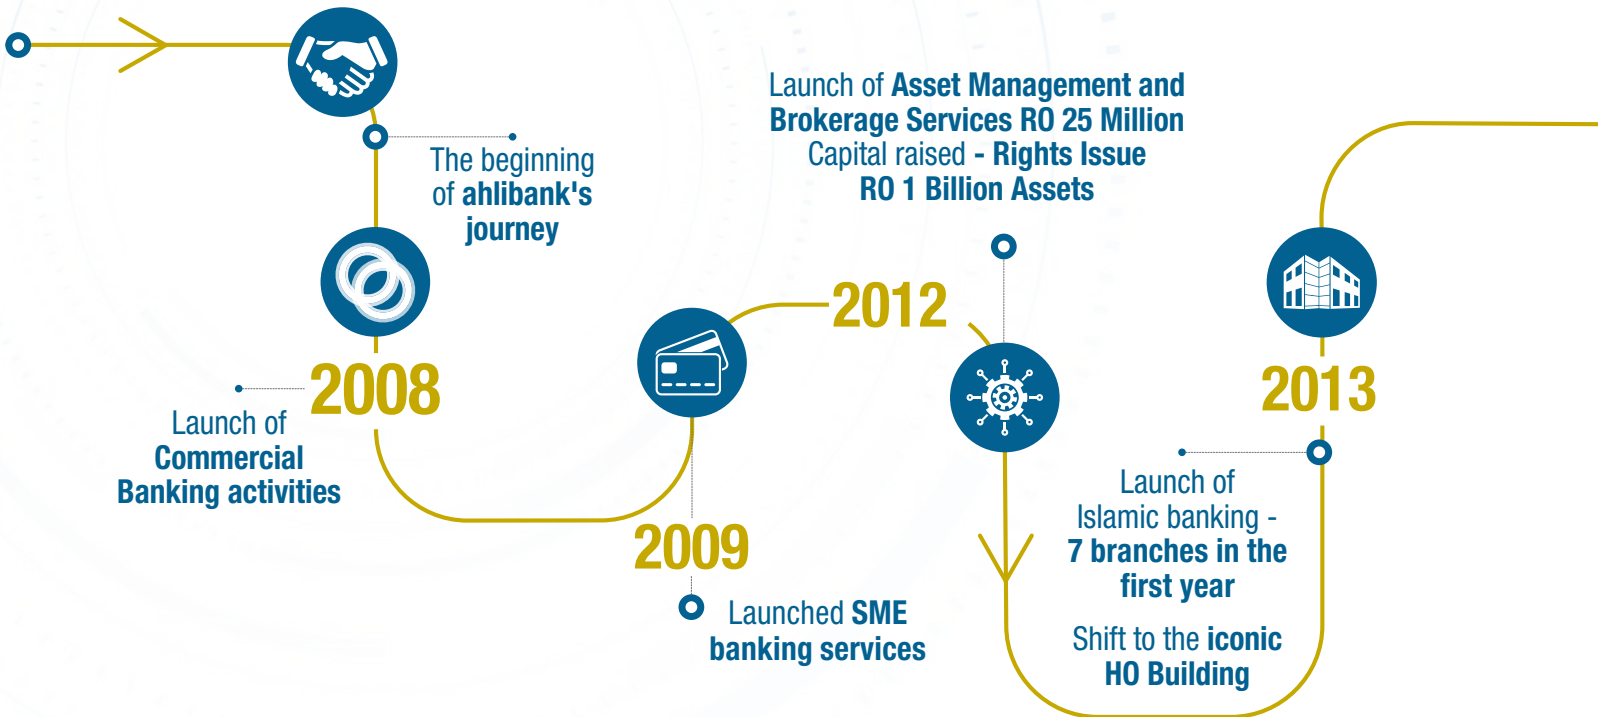 The beginning
of ahlibank's
journey
2008
Launch of
Commercial
Banking activities
2009
Launched SME
banking services
Launch of Asset Management and
Brokerage Services RO 25 Million
Capital raised - Rights Issue
RO 1 Billion Assets
2012
2013
Launch of
Islamic banking -
7 branches in the
first year
Shift to the iconic
HO Building